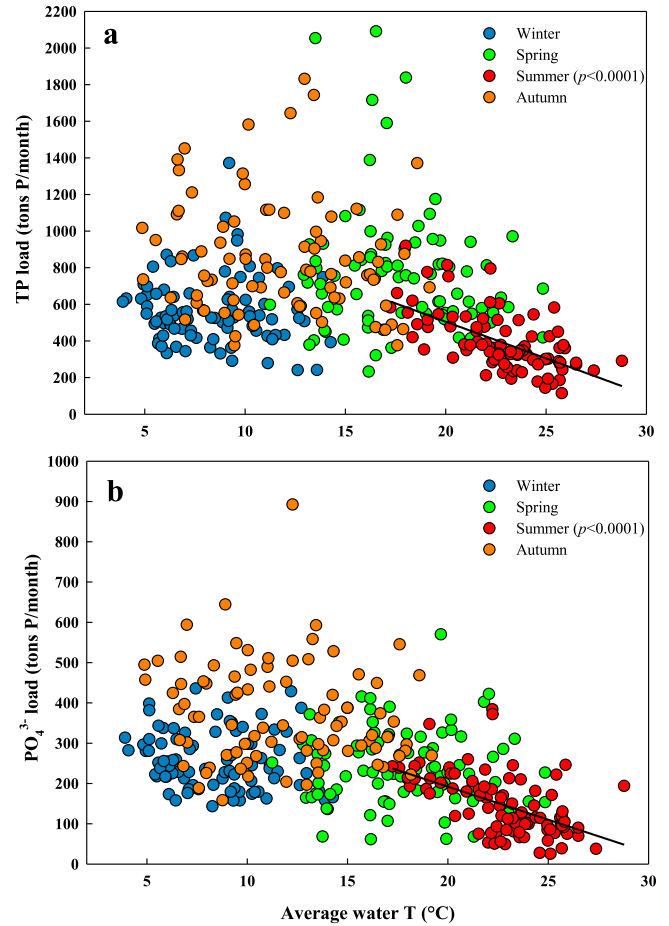 a
2200
2000
1800
1600
1400
1200
1000
800
600
400
200
0
TP load (tons P/month)
Winter
Spring
Summer (p<0.0001)
Autumn
5 10 15 20 25 30
b
1000
900
800
700
600
500
400
300
200
100
0
PO₄³⁻ load (tons P/month)
Winter
Spring
Summer (p<0.0001)
Autumn
5 10 15 20 25 30
Average water T (°C)